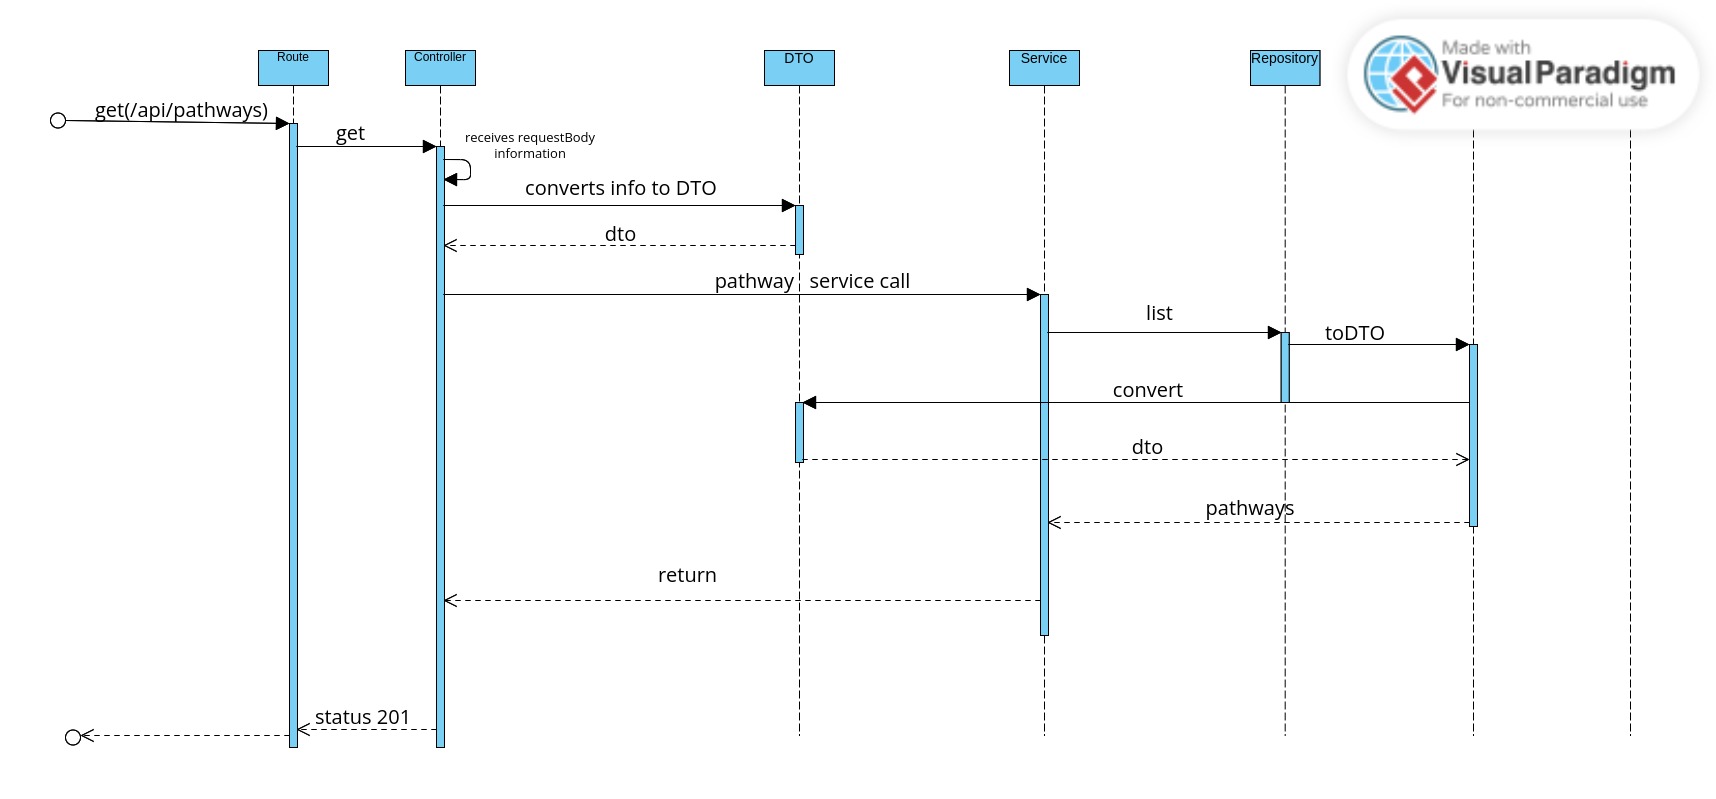 Route
Controller
DTO
Service
Repository
Made with
Visual Paradigm
For non-commercial use
get(/api/pathways)
get
receives requestBody
information
converts info to DTO
dto
pathway service call
list
toDTO
convert
dto
pathways
return
status 201